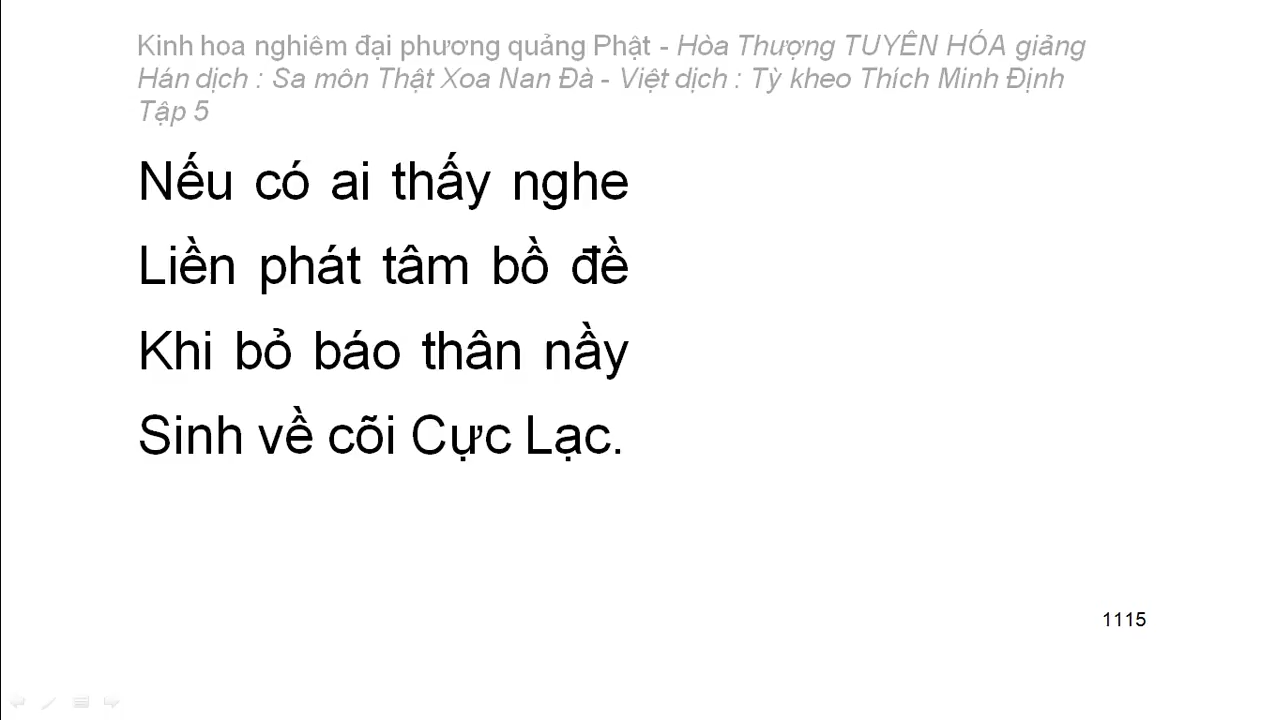 Kinh hoa nghiêm đại phương quảng Phật - Hòa Thượng TUYÊN HÓA giảng
Hán dịch : Sa môn Thật Xoa Nan Đà - Việt dịch : Tỳ kheo Thích Minh Định
Tập 5
Nếu có ai thấy nghe
Liền phát tâm bồ đề
Khi bỏ báo thân nầy
Sinh về cõi Cực Lạc.
1115